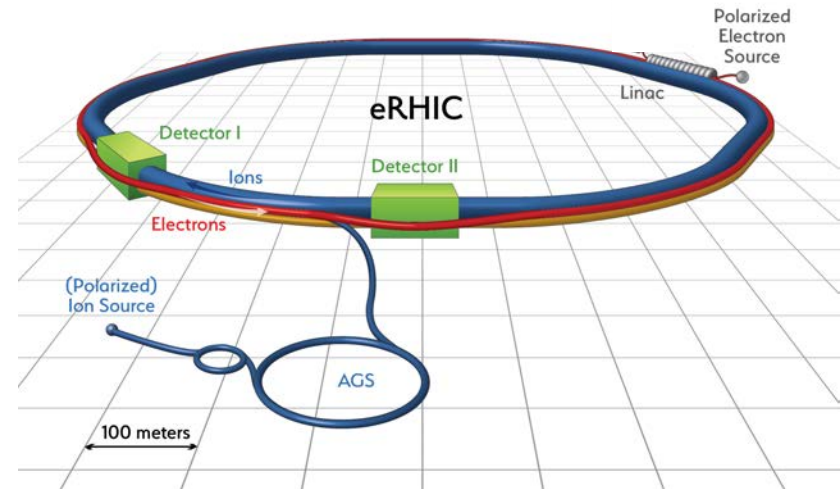 Polarized
Electron
Source
Linac
eRHIC
Detector I
Detector II
Ions
Electrons
(Polarized)
Ion Source
AGS
100 meters